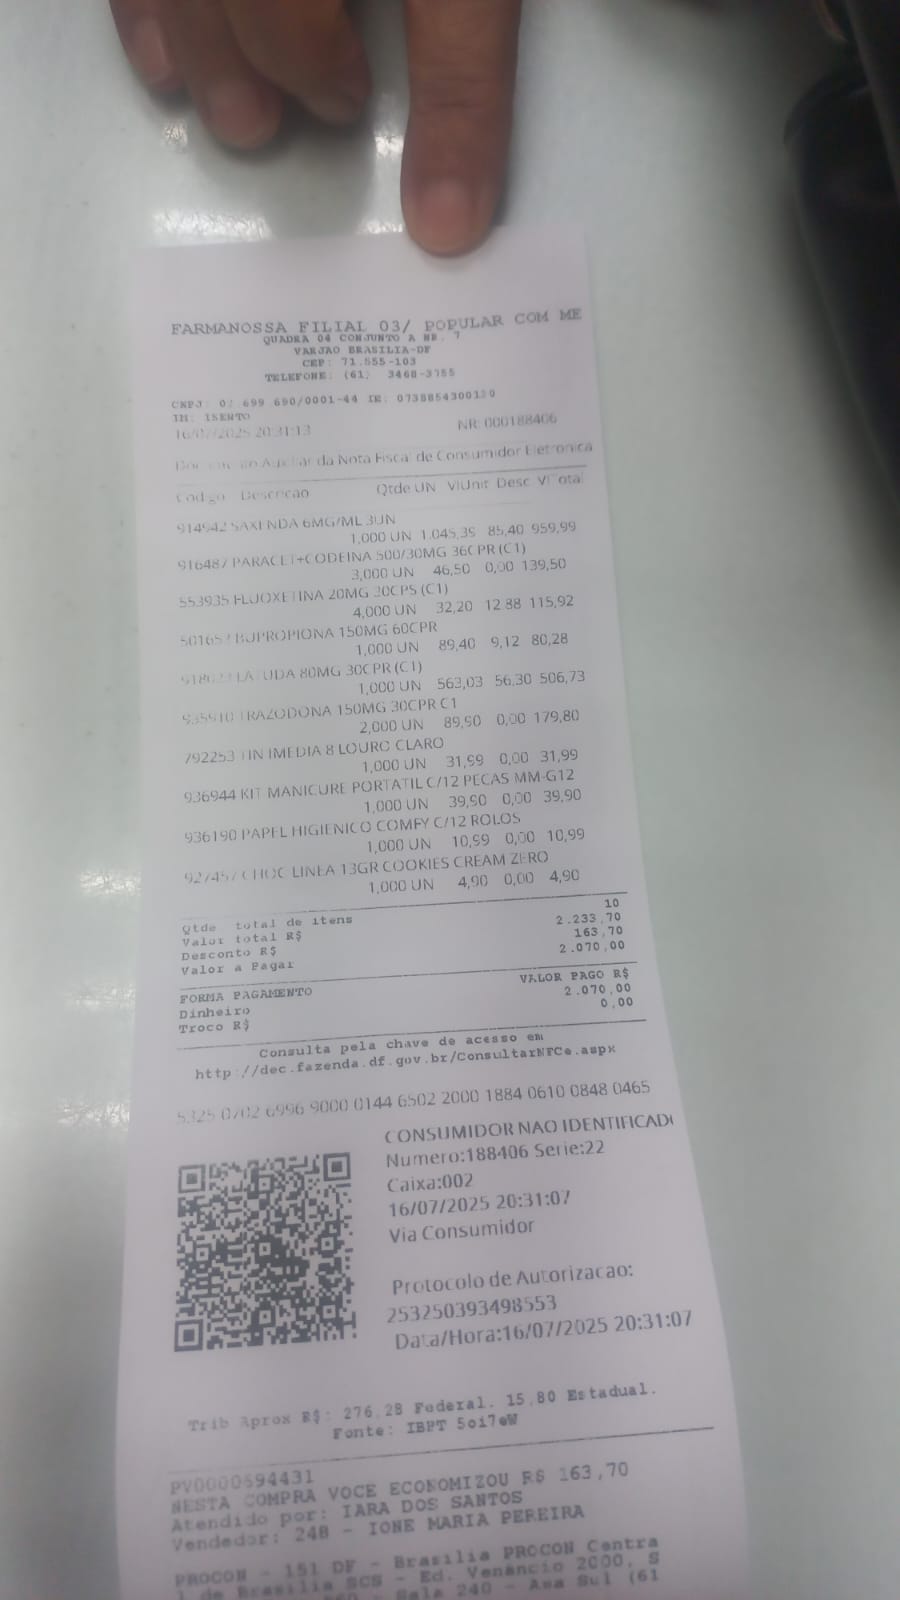 FARMANOSSA FILIAL 03/ POPULAR COM ME
QUADRA 04 CONJUNTO A NR. 7
VARJAO BRASILIA-DF
CEP: 71.555-103
TELEFONE: (61) 3468-3755
CNPJ: 02 699 690/0001-44 IE: 0738854300120
IM: ISENTO
16/07/2025 20:31:13 NR: 000188406
Documento Auxiliar da Nota Fiscal de Consumidor Eletronica
Codigo Descricao Qtde UN VlUnit Desc VlTotal
914942 SAXENDA 6MG/ML 3UN
1,000 UN 1.045,39 85,40 959,99
916487 PARACET+CODEINA 500/30MG 36CPR (C1)
3,000 UN 46,50 0,00 139,50
553935 FLUOXETINA 20MG 30CPS (C1)
4,000 UN 32,20 12,88 115,92
BUPROPIONA 150MG 60CPR
1,000 UN 89,40 9,12 80,28
LATUDA 80MG 30CPR (C1)
1,000 UN 563,03 56,30 506,73
935910 TRAZODONA 150MG 30CPR C1
2,000 UN 89,90 0,00 179,80
792253 TIN IMEDIA 8 LOURO CLARO
1,000 UN 31,99 0,00 31,99
936944 KIT MANICURE PORTATIL C/12 PECAS MM-G12
1,000 UN 39,90 0,00 39,90
936190 PAPEL HIGIENICO COMFY C/12 ROLOS
1,000 UN 10,99 0,00 10,99
927457 CHOC LINEA 13GR COOKIES CREAM ZERO
1,000 UN 4,90 0,00 4,90
Qtde total de itens 10
Valor total R$ 2.233,70
Desconto R$ 163,70
Valor a Pagar 2.070,00
FORMA PAGAMENTO VALOR PAGO R$
Dinheiro 2.070,00
Troco R$ 0,00
Consulta pela chave de acesso em
http://dec.fazenda.df.gov.br/ConsultarNFCe.aspx
5325 0702 6996 9000 0144 6502 2000 1884 0610 0848 0465
CONSUMIDOR NAO IDENTIFICAD
Numero:188406 Serie:22
Caixa:002
16/07/2025 20:31:07
Via Consumidor
Protocolo de Autorizacao:
253250393498553
Data/Hora:16/07/2025 20:31:07
Trib Aprox R$: 276,28 Federal. 15,80 Estadual.
Fonte: IBPT 5oi7eW
PV0000594431
NESTA COMPRA VOCE ECONOMIZOU R$ 163,70
Atendido por: IARA DOS SANTOS
Vendedor: 248 - IONE MARIA PEREIRA
PROCON - 151 DF - Brasilia PROCON Centra
l de Brasilia SCS - Ed. Venancio 2000, S
Sala 240 - Asa Sul (61